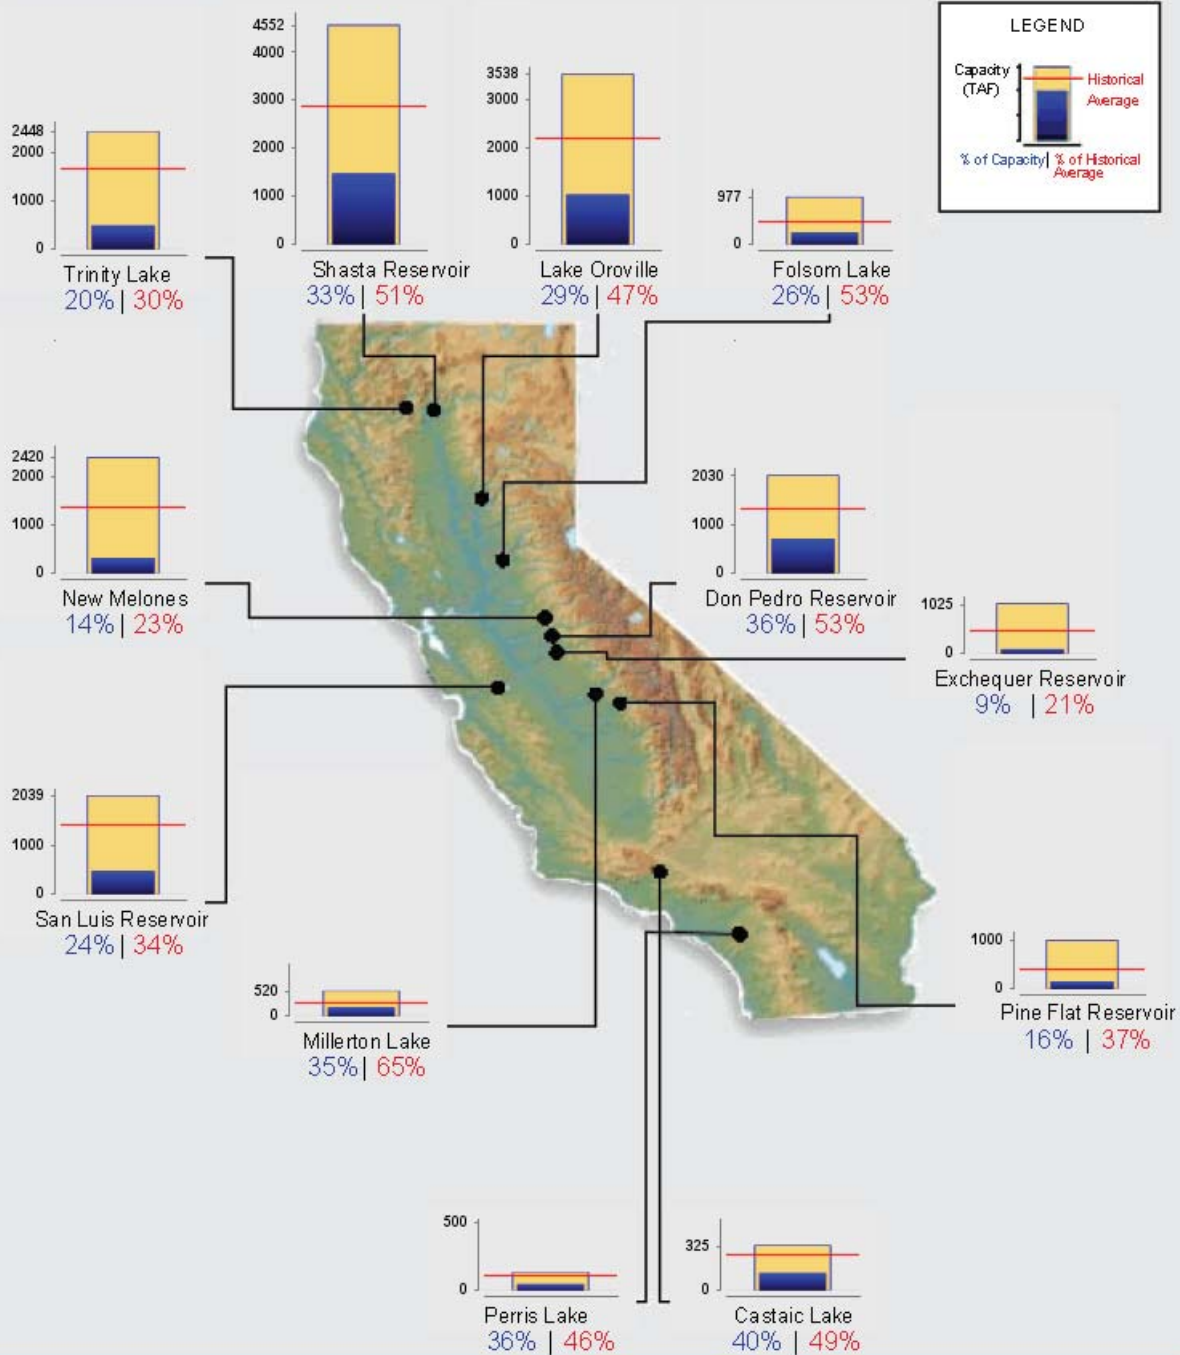 LEGEND
Capacity
(TAF)
Historical
Average
% of Capacity | % of Historical
Average
4552
4000
3000
2000
1000
0
Shasta Reservoir
33% | 51%
3538
3000
2000
1000
0
Lake Oroville
29% | 47%
2448
2000
1000
0
Trinity Lake
20% | 30%
977
0
Folsom Lake
26% | 53%
2420
2000
1000
0
New Melones
14% | 23%
2030
1000
0
Don Pedro Reservoir
36% | 53%
1025
0
Exchequer Reservoir
9% | 21%
2039
1000
0
San Luis Reservoir
24% | 34%
520
0
Millerton Lake
35% | 65%
1000
0
Pine Flat Reservoir
16% | 37%
500
0
Perris Lake
36% | 46%
325
0
Castaic Lake
40% | 49%